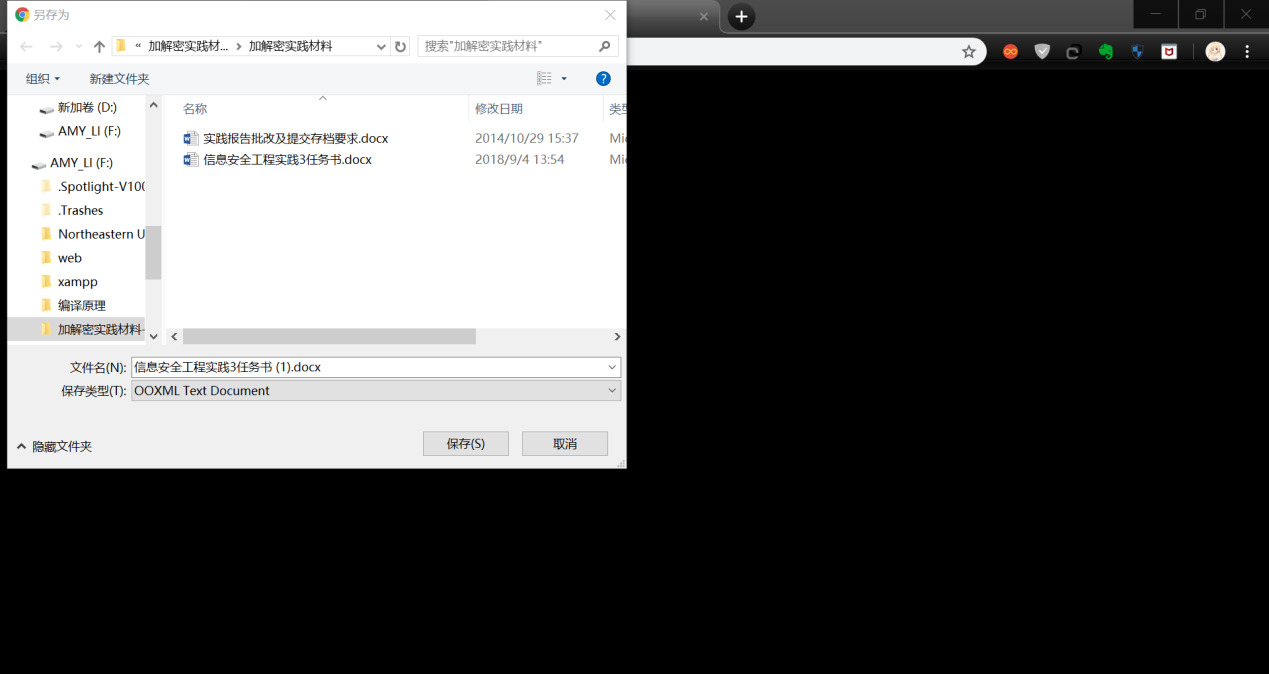 另存为
« 加解密实践材... › 加解密实践材料
搜索"加解密实践材料"
组织
新建文件夹
新加卷 (D:)
AMY_LI (F:)
AMY_LI (F:)
.Spotlight-V100
.Trashes
Northeastern U
web
xampp
编译原理
加解密实践材料-
名称 修改日期 类型
实践报告批改及提交存档要求.docx 2014/10/29 15:37 Mic
信息安全工程实践3任务书.docx 2018/9/4 13:54 Mic
文件名(N): 信息安全工程实践3任务书 (1).docx
保存类型(T): OOXML Text Document
隐藏文件夹
保存(S)
取消